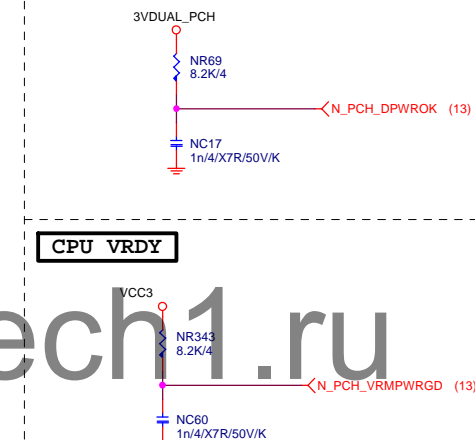 3VDUAL_PCH
NR69
8.2K/4
N_PCH_DPWROK (13)
NC17
1n/4/X7R/50V/K
CPU VRDY
VCC3
ech1.ru
NR343
8.2K/4
N_PCH_VRMPWRGD (13)
NC60
1n/4/X7R/50V/K